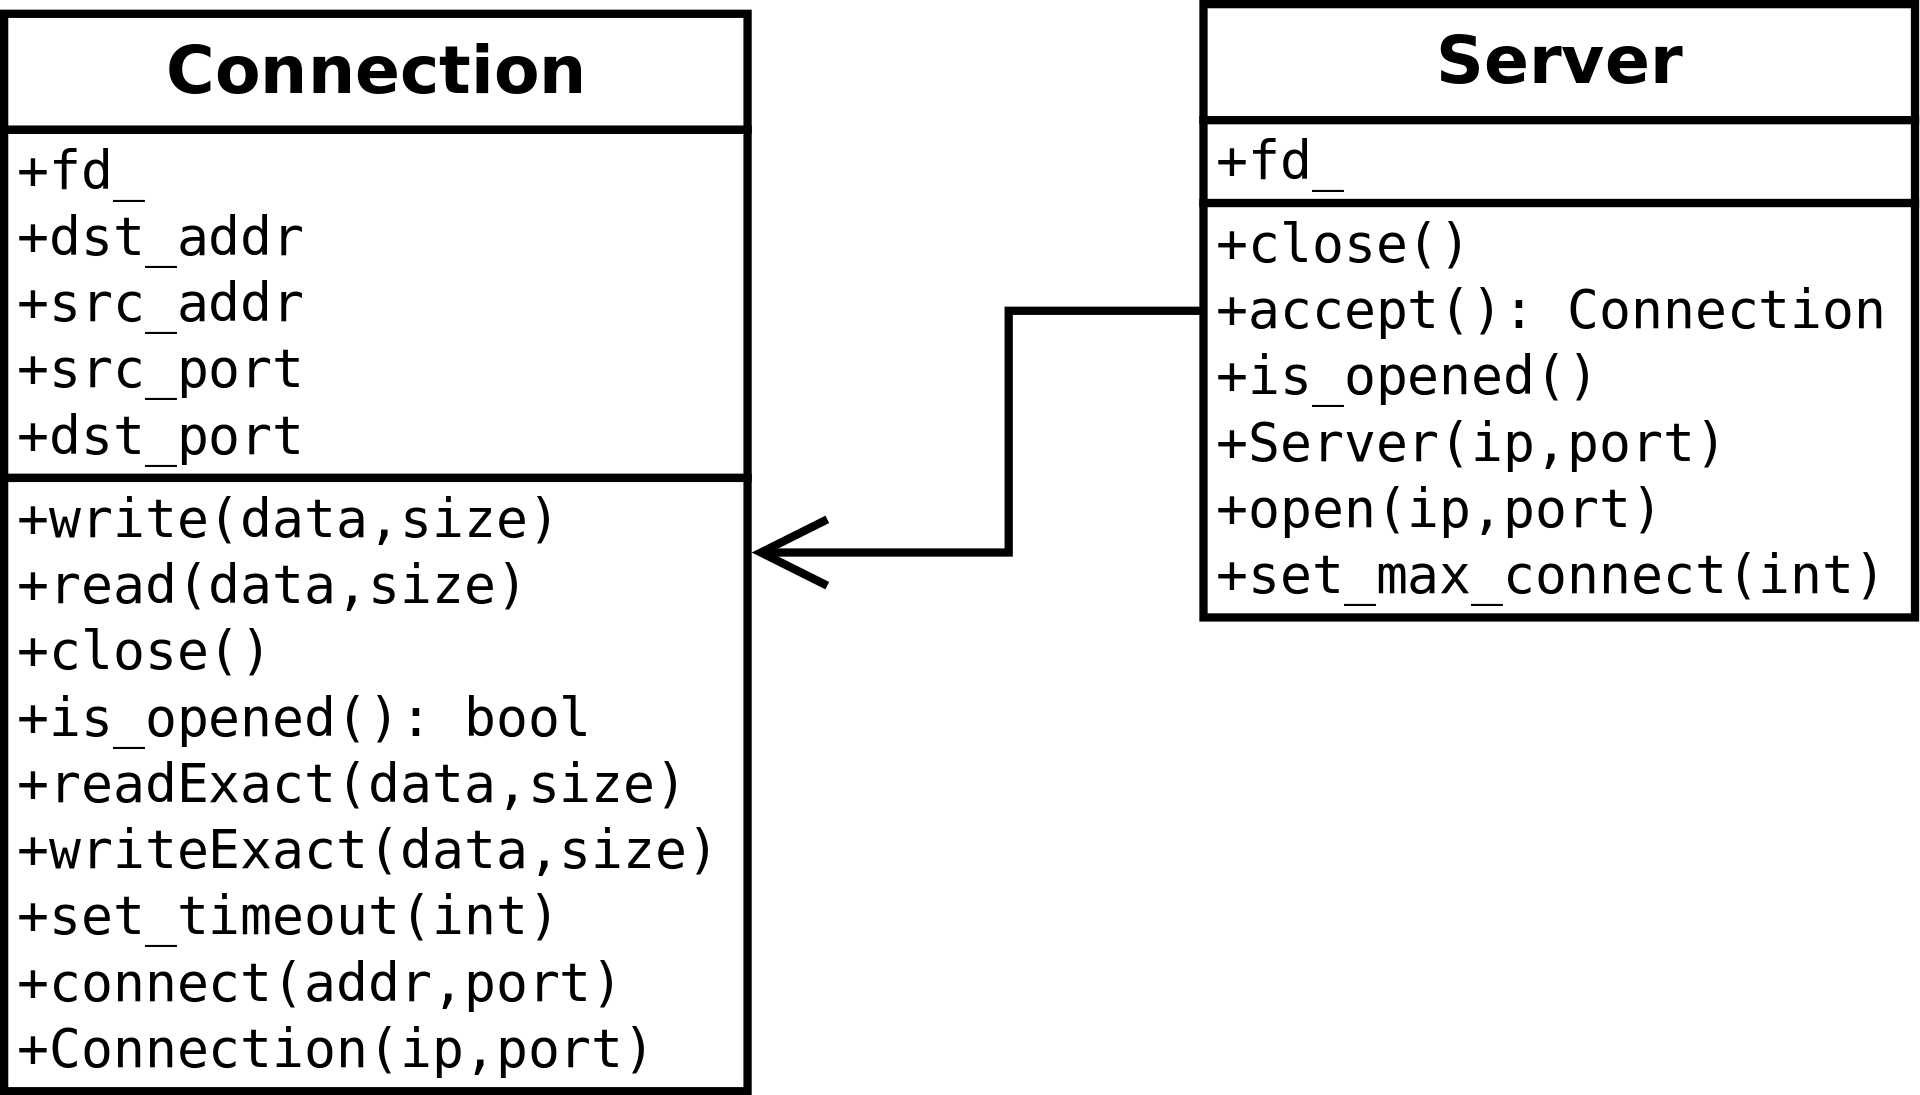 Connection
+fd_
+dst_addr
+src_addr
+src_port
+dst_port
+write(data,size)
+read(data,size)
+close()
+is_opened(): bool
+readExact(data,size)
+writeExact(data,size)
+set_timeout(int)
+connect(addr,port)
+Connection(ip,port)
Server
+fd_
+close()
+accept(): Connection
+is_opened()
+Server(ip,port)
+open(ip,port)
+set_max_connect(int)